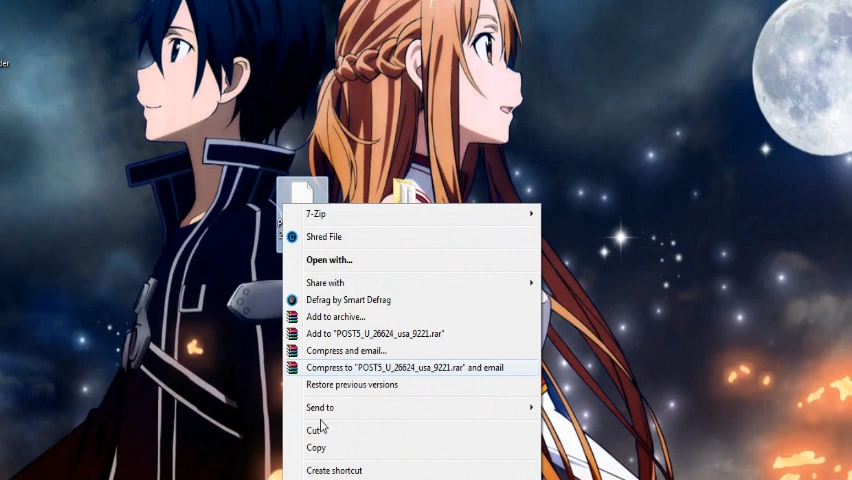 der
7-Zip
Shred File
Open with...
Share with
Defrag by Smart Defrag
Add to archive...
Add to "POST5_U_26624_usa_9221.rar"
Compress and email...
Compress to "POST5_U_26624_usa_9221.rar" and email
Restore previous versions
Send to
Cut
Copy
Create shortcut